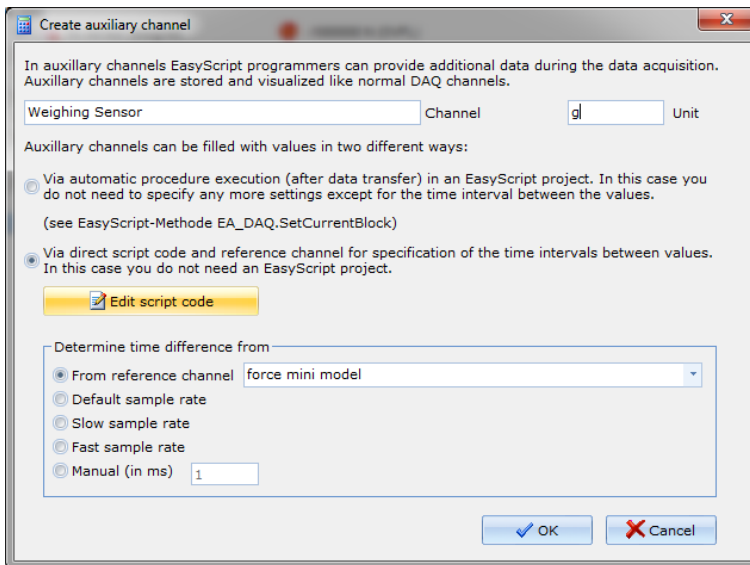 Create auxiliary channel
In auxillary channels EasyScript programmers can provide additional data during the data acquisition.
Auxillary channels are stored and visualized like normal DAQ channels.
Weighing Sensor Channel g Unit
Auxillary channels can be filled with values in two different ways:
Via automatic procedure execution (after data transfer) in an EasyScript project. In this case you
do not need to specify any more settings except for the time interval between the values.
(see EasyScript-Methode EA_DAQ.SetCurrentBlock)
Via direct script code and reference channel for specification of the time intervals between values.
In this case you do not need an EasyScript project.
Edit script code
Determine time difference from
From reference channel force mini model
Default sample rate
Slow sample rate
Fast sample rate
Manual (in ms) 1
OK Cancel